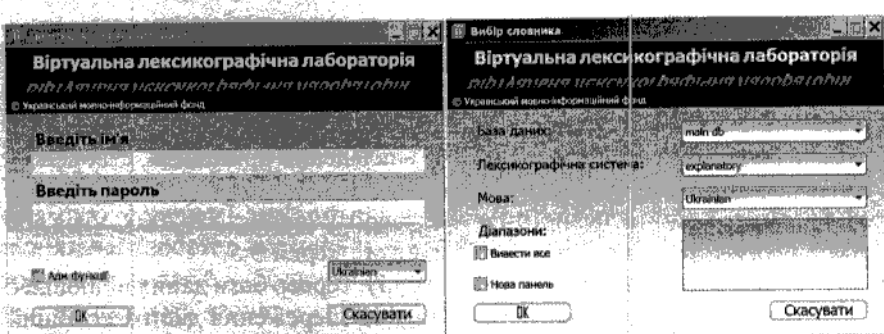 Віртуальна лексикографічна лабораторія
© Український мовно-інформаційний фонд
Введіть ім'я
Введіть пароль
Адм функції
Ukrainian
OK
Скасувати
Вибір словника
Віртуальна лексикографічна лабораторія
© Український мовно-інформаційний фонд
База даних:
main db
Лексикографічна система:
explanatory
Мова:
Ukrainian
Діапазони:
Вивести все
Нова панель
OK
Скасувати